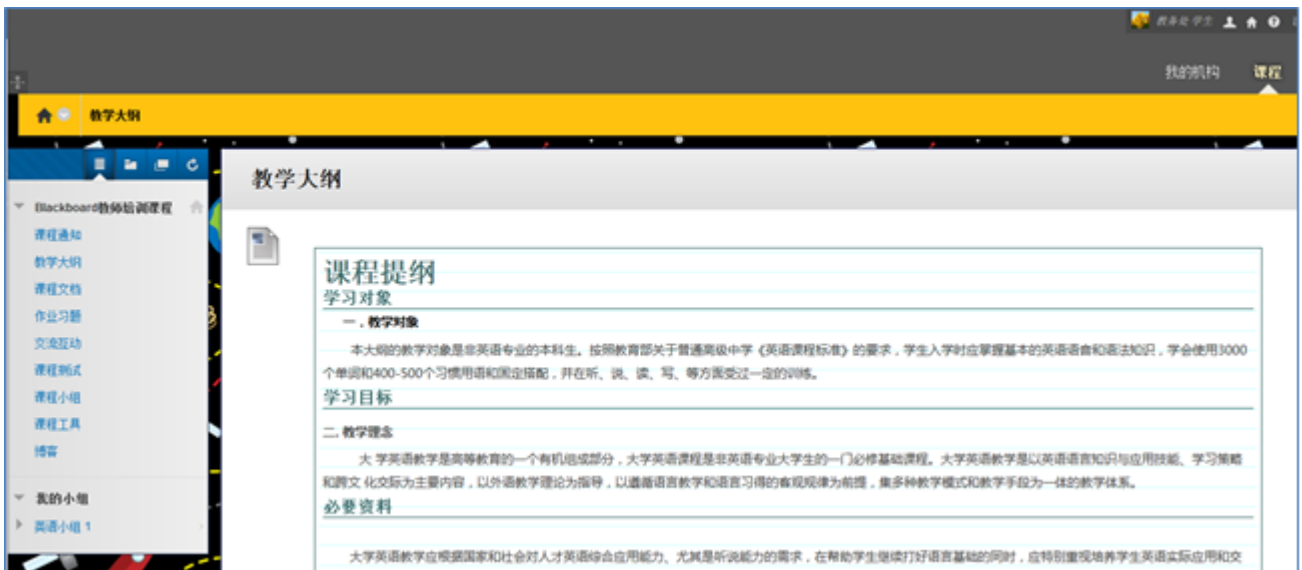 教务处 学生
我的机构 课程
教学大纲
教学大纲
Blackboard教师培训课程
课程通知
教学大纲
课程文档
作业习题
交流互动
课程测试
课程小组
课程工具
博客
我的小组
英语小组 1
课程提纲
学习对象
一 . 教学对象
本大纲的教学对象是非英语专业的本科生。按照教育部关于普通高级中学《英语课程标准》的要求，学生入学时应掌握基本的英语语音和语法知识，学会使用3000
个单词和400-500个习惯用语和固定搭配，并在听、说、读、写、等方面受过一定的训练。
学习目标
二. 教学理念
大 学英语教学是高等教育的一个有机组成部分，大学英语课程是非英语专业大学生的一门必修基础课程。大学英语教学是以英语语言知识与应用技能、学习策略
和跨文 化交际为主要内容，以外语教学理论为指导，以遵循语言教学和语言习得的客观规律为前提，集多种教学模式和教学手段为一体的教学体系。
必要资料
大学英语教学应根据国家和社会对人才英语综合应用能力、尤其是听说能力的需求，在帮助学生继续打好语言基础的同时，应特别重视培养学生英语实际应用和交